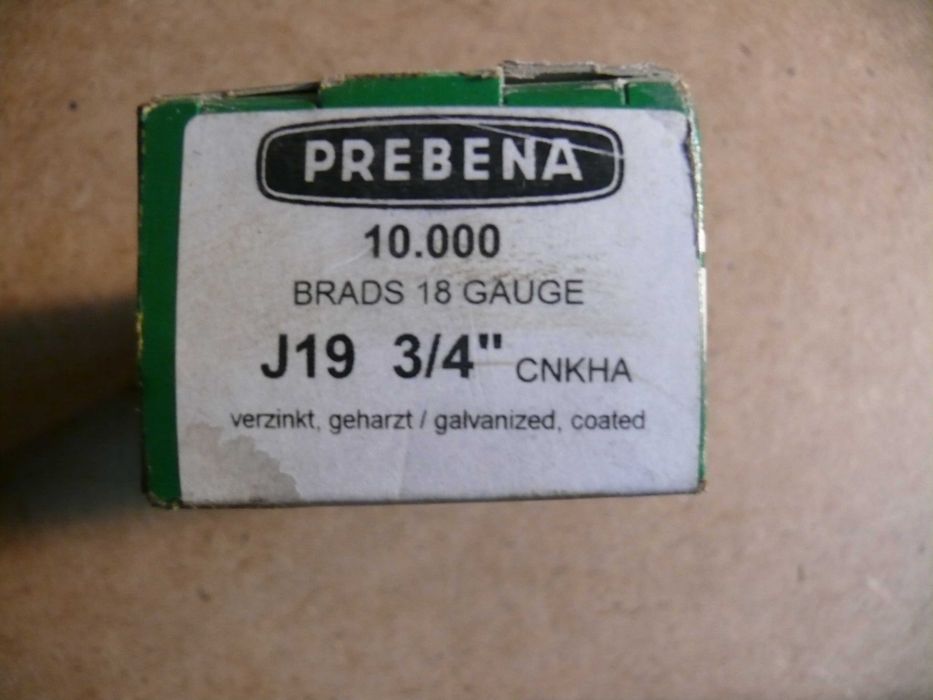 PREBENA
10.000
BRADS 18 GAUGE
J19 3/4" CNKHA
verzinkt, geharzt / galvanized, coated